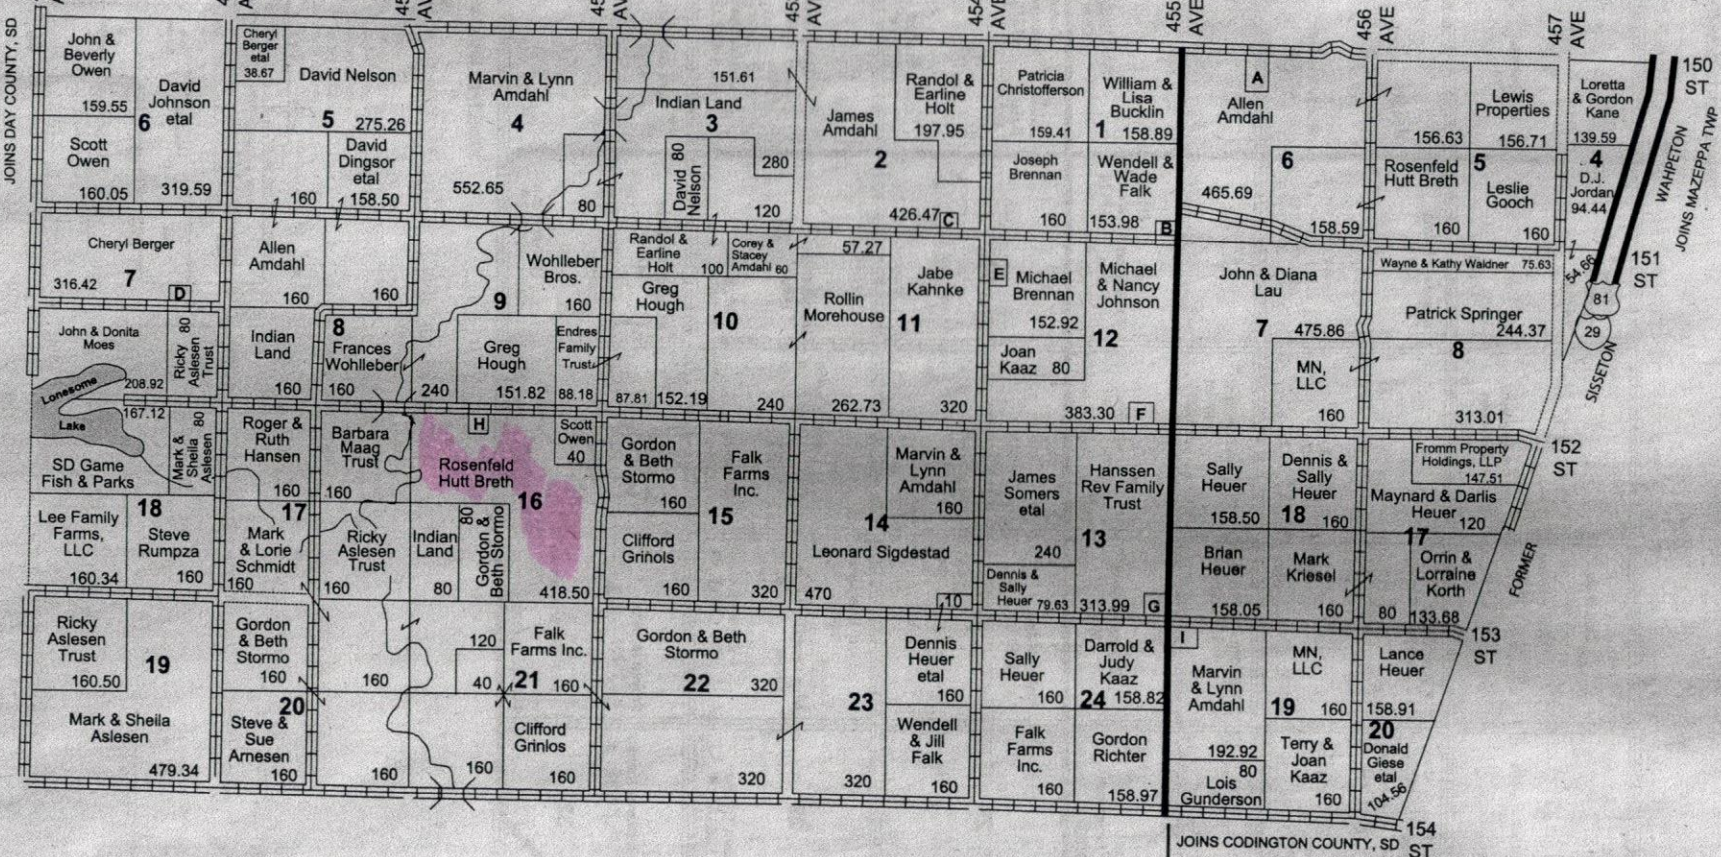 JOINS DAY COUNTY, SD
AVE
454
AVE
455
AVE
456
AVE
457
AVE
150
ST
John &
Beverly
Owen
159.55
David
Johnson
etal
6
Scott
Owen
160.05
319.59
Cheryl
Berger
etal
38.67
David Nelson
5
275.26
David
Dingsor
etal
160
158.50
Marvin & Lynn
Amdahl
4
552.65
80
151.61
Indian Land
3
David 80
Nelson
280
120
James
Amdahl
2
Randol &
Earline
Holt
197.95
426.47
C
Patricia
Christofferson
159.41
William &
Lisa
Bucklin
1
158.89
Joseph
Brennan
160
Wendell &
Wade
Falk
153.98
B
A
Allen
Amdahl
6
465.69
158.59
156.63
Lewis
Properties
156.71
Rosenfeld
Hutt Breth
5
160
Leslie
Gooch
160
Loretta
& Gordon
Kane
139.59
4
D.J.
Jordan
94.44
54.66
WAHPETON
JOINS MAZEPPA TWP
151
ST
81
29
SISSETON
Cheryl Berger
316.42
7
D
John & Donita
Moes
208.92
Ricky 80
Aslesen
Trust
Lonesome
Lake
Allen
Amdahl
160
160
Indian
Land
160
8
Frances
Wohlleber
160
9
Wohlleber
Bros.
160
Greg
Hough
240
151.82
Endres
Family
Trust
88.18
Randol &
Earline
Holt
100
Corey &
Stacey
Amdahl 60
Greg
Hough
10
87.81
152.19
240
57.27
Rollin
Morehouse
11
Jabe
Kahnke
262.73
320
E
Michael
Brennan
152.92
Michael
& Nancy
Johnson
Joan
Kaaz 80
12
383.30
F
John & Diana
Lau
7
475.86
MN,
LLC
160
Wayne & Kathy Waldner 75.63
Patrick Springer
244.37
8
313.01
152
ST
167.12
SD Game
Fish & Parks
Mark & 80
Sheila
Aslesen
18
Lee Family
Farms,
LLC
160.34
Steve
Rumpza
160
Roger &
Ruth
Hansen
160
17
Mark
& Lorie
Schmidt
160
Barbara
Maag
Trust
160
Ricky
Aslesen
Trust
160
H
Rosenfeld
Hutt Breth
16
Scott
Owen
40
Indian
Land
80
80
Gordon &
Beth Stormo
418.50
Gordon
& Beth
Stormo
160
Falk
Farms
Inc.
15
Clifford
Grinols
160
320
Marvin &
Lynn
Amdahl
160
14
Leonard Sigdestad
470
10
James
Somers
etal
240
Hanssen
Rev Family
Trust
13
Dennis &
Sally
Heuer 79.63
313.99
G
Sally
Heuer
158.50
Dennis &
Sally
Heuer
18
160
Brian
Heuer
158.05
Mark
Kriesel
160
Fromm Property
Holdings, LLP
147.51
Maynard & Darlis
Heuer 120
17
Orrin &
Lorraine
Korth
80
133.68
FORMER
153
ST
Ricky
Aslesen
Trust
160.50
19
Mark & Sheila
Aslesen
479.34
Gordon
& Beth
Stormo
160
20
Steve &
Sue
Arnesen
160
160
160
120
40
Falk
Farms Inc.
21
160
Clifford
Grinlos
160
160
Gordon & Beth
Stormo
22
320
320
23
320
Dennis
Heuer
etal
160
Wendell
& Jill
Falk
160
Sally
Heuer
160
Darrold &
Judy
Kaaz
24
158.82
Falk
Farms
Inc.
160
Gordon
Richter
158.97
I
Marvin
& Lynn
Amdahl
192.92
80
Lois
Gunderson
MN,
LLC
19
160
Terry &
Joan
Kaaz
160
Lance
Heuer
158.91
20
Donald
Giese
etal
104.56
154
ST
JOINS CODINGTON COUNTY, SD